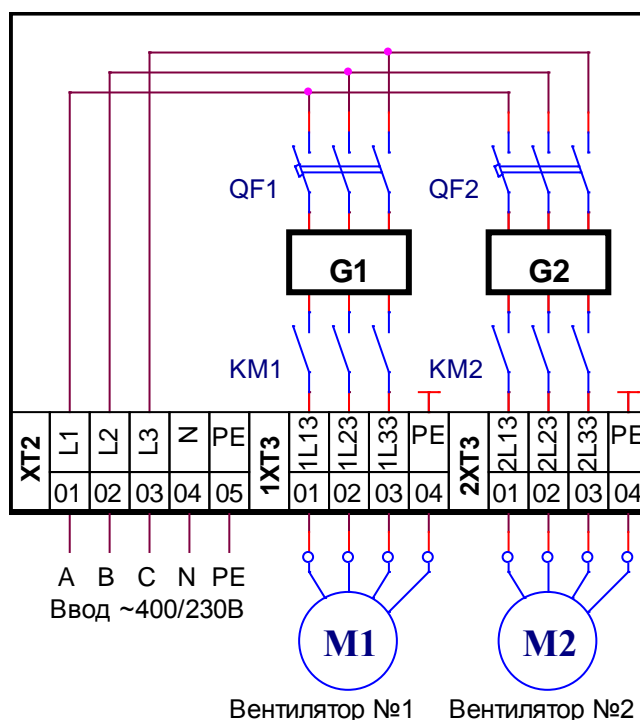 QF1 QF2
G1 G2
KM1 KM2
XT2 L1 L2 L3 N PE 1XT3 1L13 1L23 1L33 PE 2XT3 2L13 2L23 2L33 PE
01 02 03 04 05 01 02 03 04 01 02 03 04
A B C N PE
Ввод ~400/230В
M1 M2
Вентилятор №1 Вентилятор №2